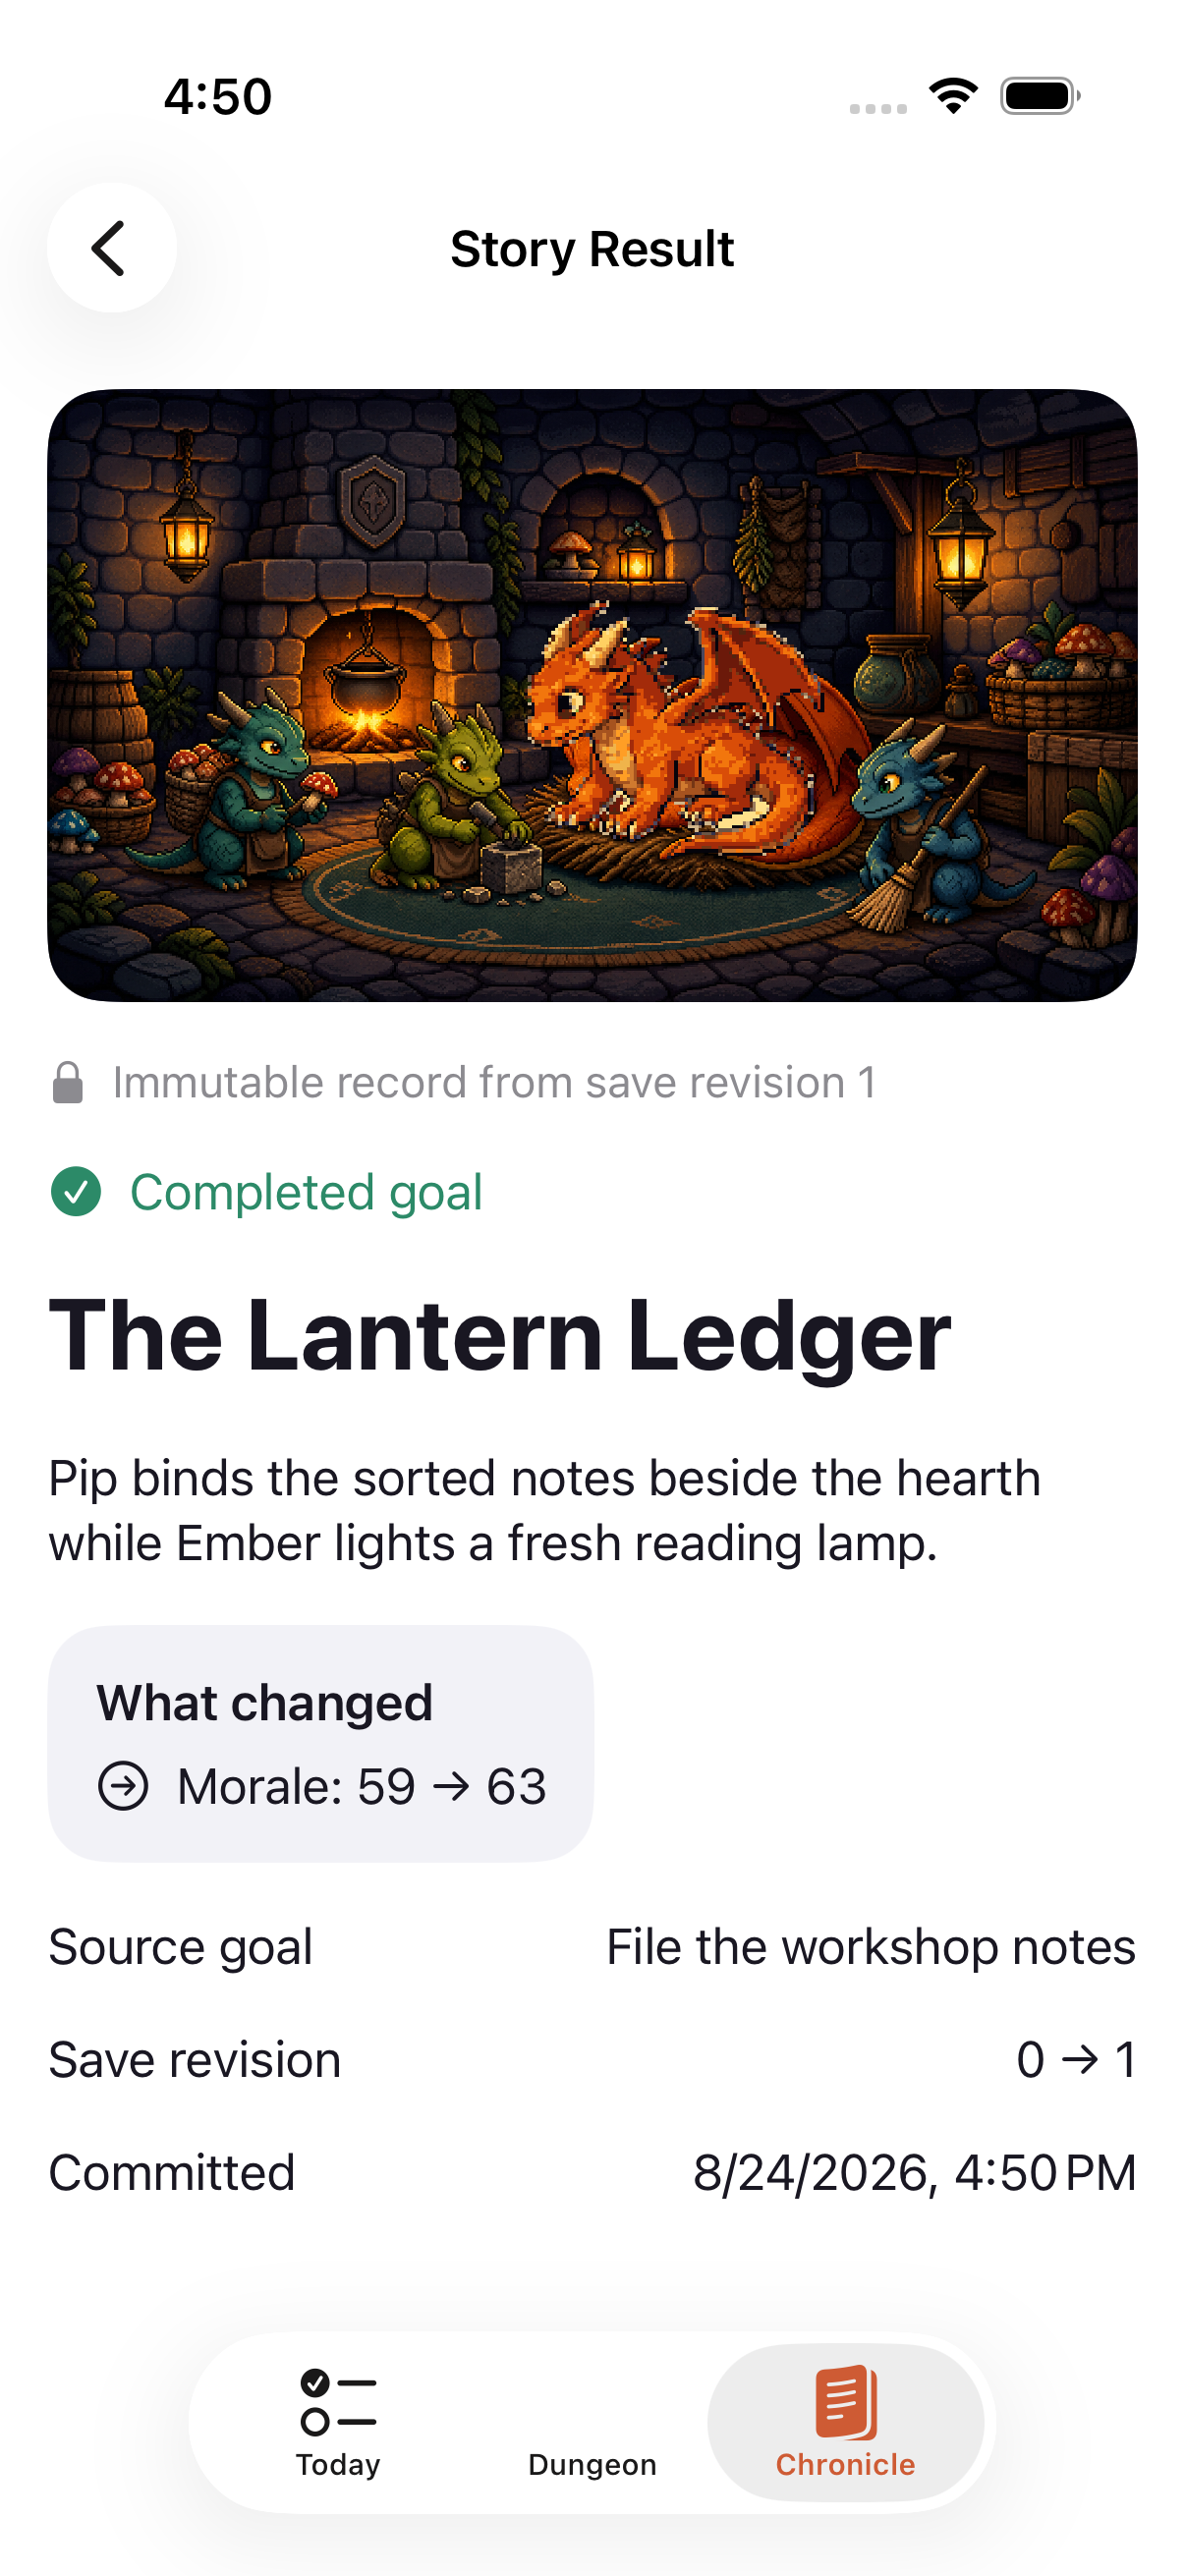 4:50
Story Result
Immutable record from save revision 1
Completed goal
The Lantern Ledger
Pip binds the sorted notes beside the hearth
while Ember lights a fresh reading lamp.
What changed
Morale: 59 → 63
Source goal File the workshop notes
Save revision 0 → 1
Committed 8/24/2026, 4:50 PM
Today Dungeon Chronicle